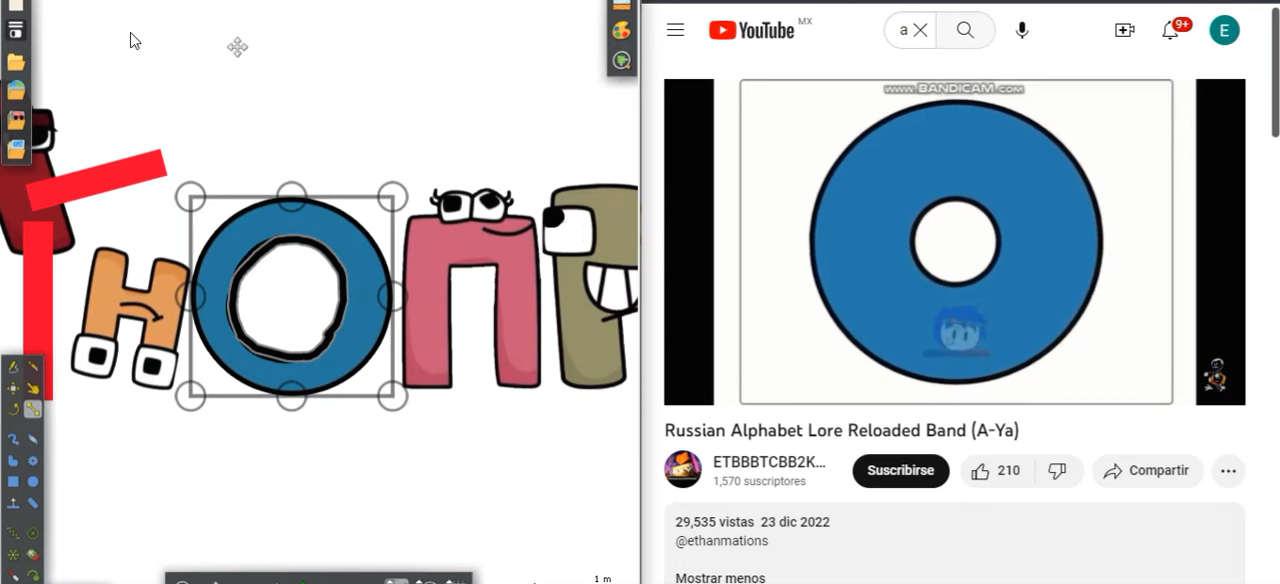 YouTube MX
a
9+
E
www.BANDICAM.com
Н О П Р
Russian Alphabet Lore Reloaded Band (A-Ya)
ETBBBTCBB2K...
1,570 suscriptores
Suscribirse
210
Compartir
29,535 vistas 23 dic 2022
@ethanmations
Mostrar menos
1 m